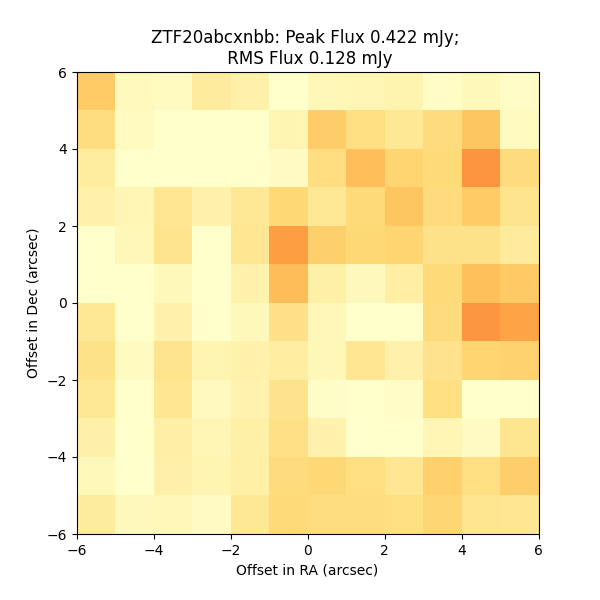 ZTF20abcxnbb: Peak Flux 0.422 mJy;
RMS Flux 0.128 mJy
6
4
2
0
−2
−4
−6
Offset in Dec (arcsec)
−6 −4 −2 0 2 4 6
Offset in RA (arcsec)